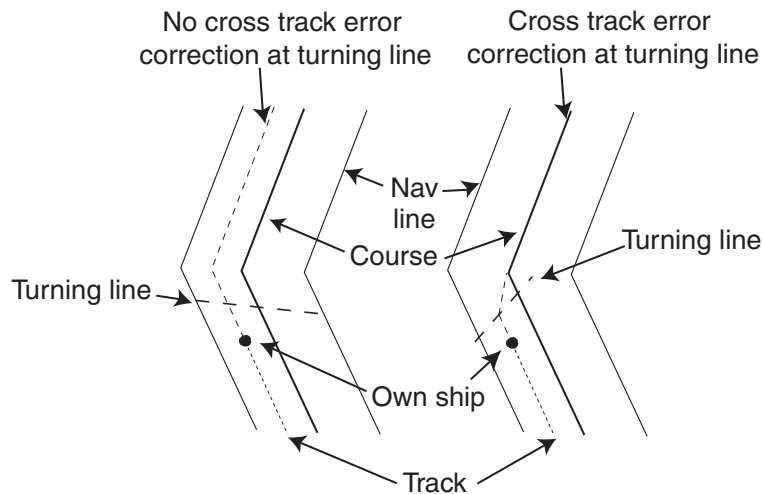 No cross track error
correction at turning line
Cross track error
correction at turning line
Nav
line
Course
Turning line
Turning line
Own ship
Track